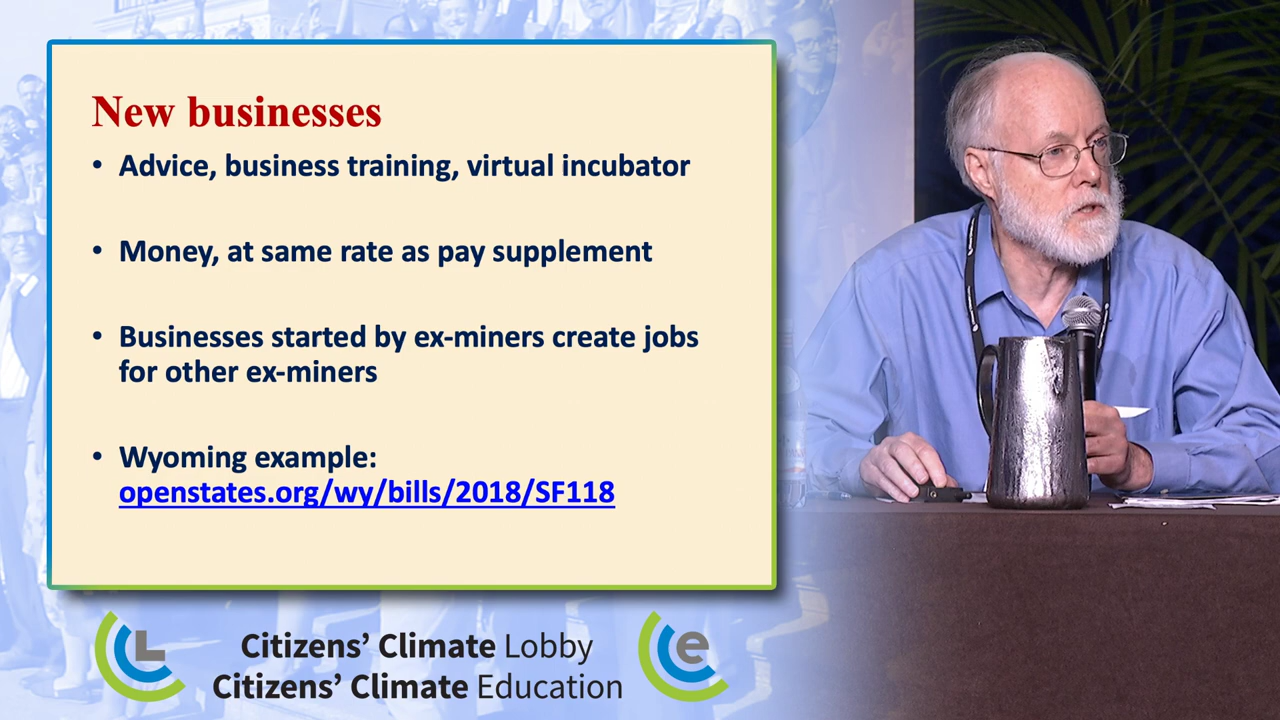 New businesses
• Advice, business training, virtual incubator
• Money, at same rate as pay supplement
• Businesses started by ex-miners create jobs
for other ex-miners
• Wyoming example:
openstates.org/wy/bills/2018/SF118
CL
Citizens’ Climate Lobby
Citizens’ Climate Education
Ce